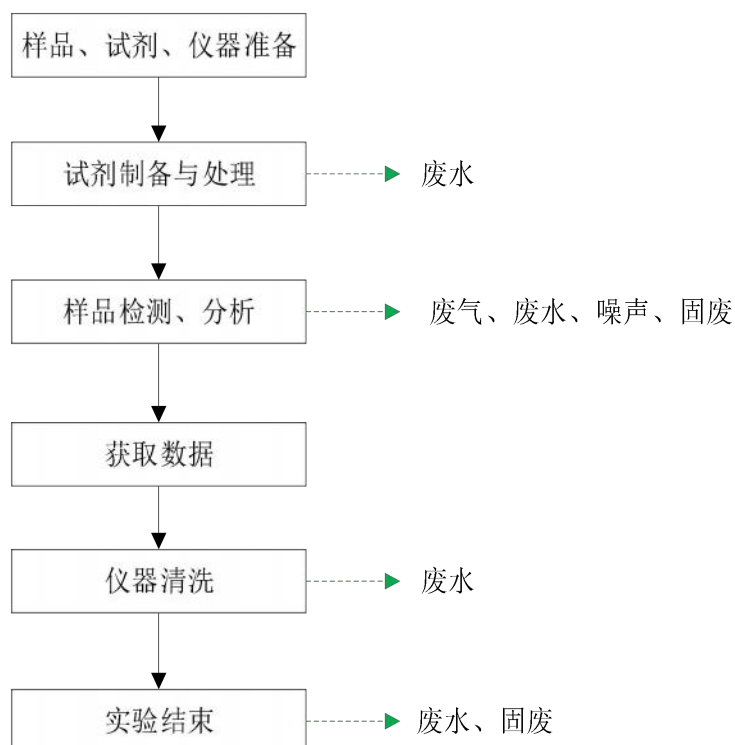 样品、试剂、仪器准备
试剂制备与处理
废水
样品检测、分析
废气、废水、噪声、固废
获取数据
仪器清洗
废水
实验结束
废水、固废